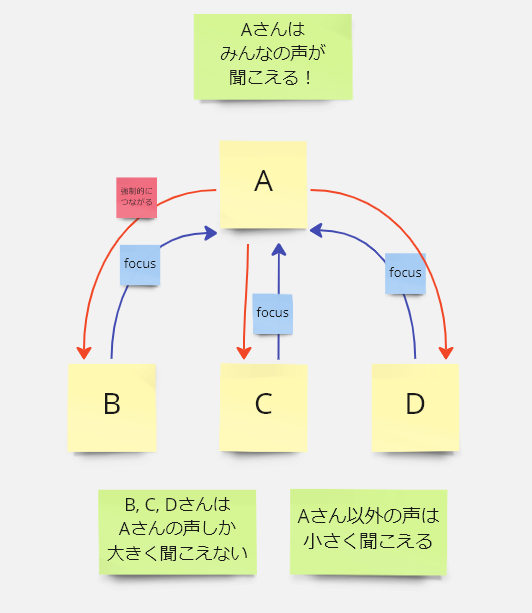 Aさんは
みんなの声が
聞こえる！
A
強制的に
つながる
focus
focus
focus
B
C
D
B, C, Dさんは
Aさんの声しか
大きく聞こえない
Aさん以外の声は
小さく聞こえる